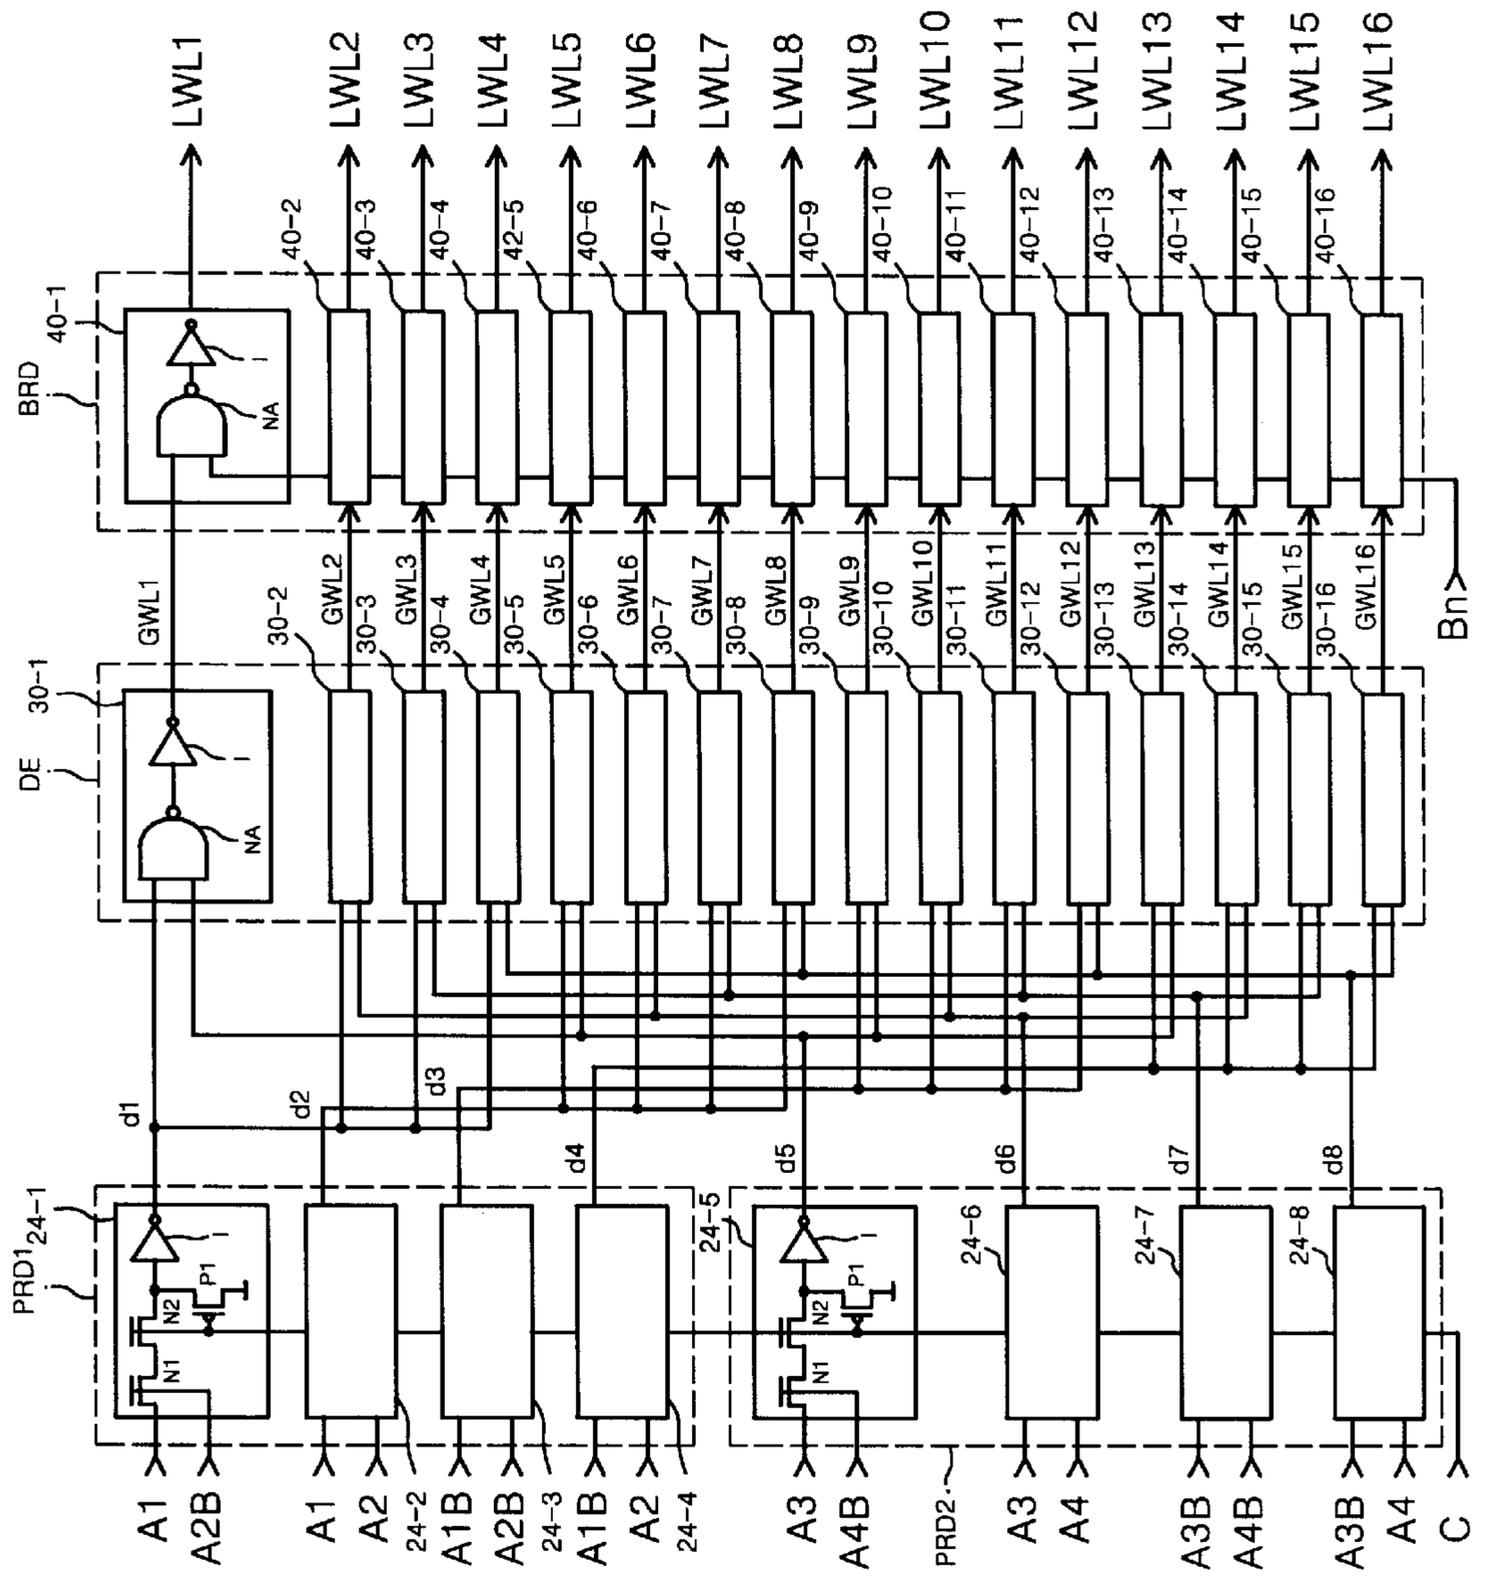 LWL1
LWL2
LWL3
LWL4
LWL5
LWL6
LWL7
LWL8
LWL9
LWL10
LWL11
LWL12
LWL13
LWL14
LWL15
LWL16
BRD
40-1
40-2
40-3
40-4
42-5
40-6
40-7
40-8
40-9
40-10
40-11
40-12
40-13
40-14
40-15
40-16
I
NA
GWL1
GWL2
GWL3
GWL4
GWL5
GWL6
GWL7
GWL8
GWL9
GWL10
GWL11
GWL12
GWL13
GWL14
GWL15
GWL16
Bn
DE
30-1
30-2
30-3
30-4
30-5
30-6
30-7
30-8
30-9
30-10
30-11
30-12
30-13
30-14
30-15
30-16
I
NA
d1
d2
d3
d4
d5
d6
d7
d8
PRD1
24-1
I
P1
N2
N1
24-5
I
P1
N2
N1
24-6
24-7
24-8
24-2
24-3
24-4
PRD2
A1
A2B
A1
A2
A1B
A2B
A1B
A2
A3
A4B
A3
A4
A3B
A4B
A3B
A4
C